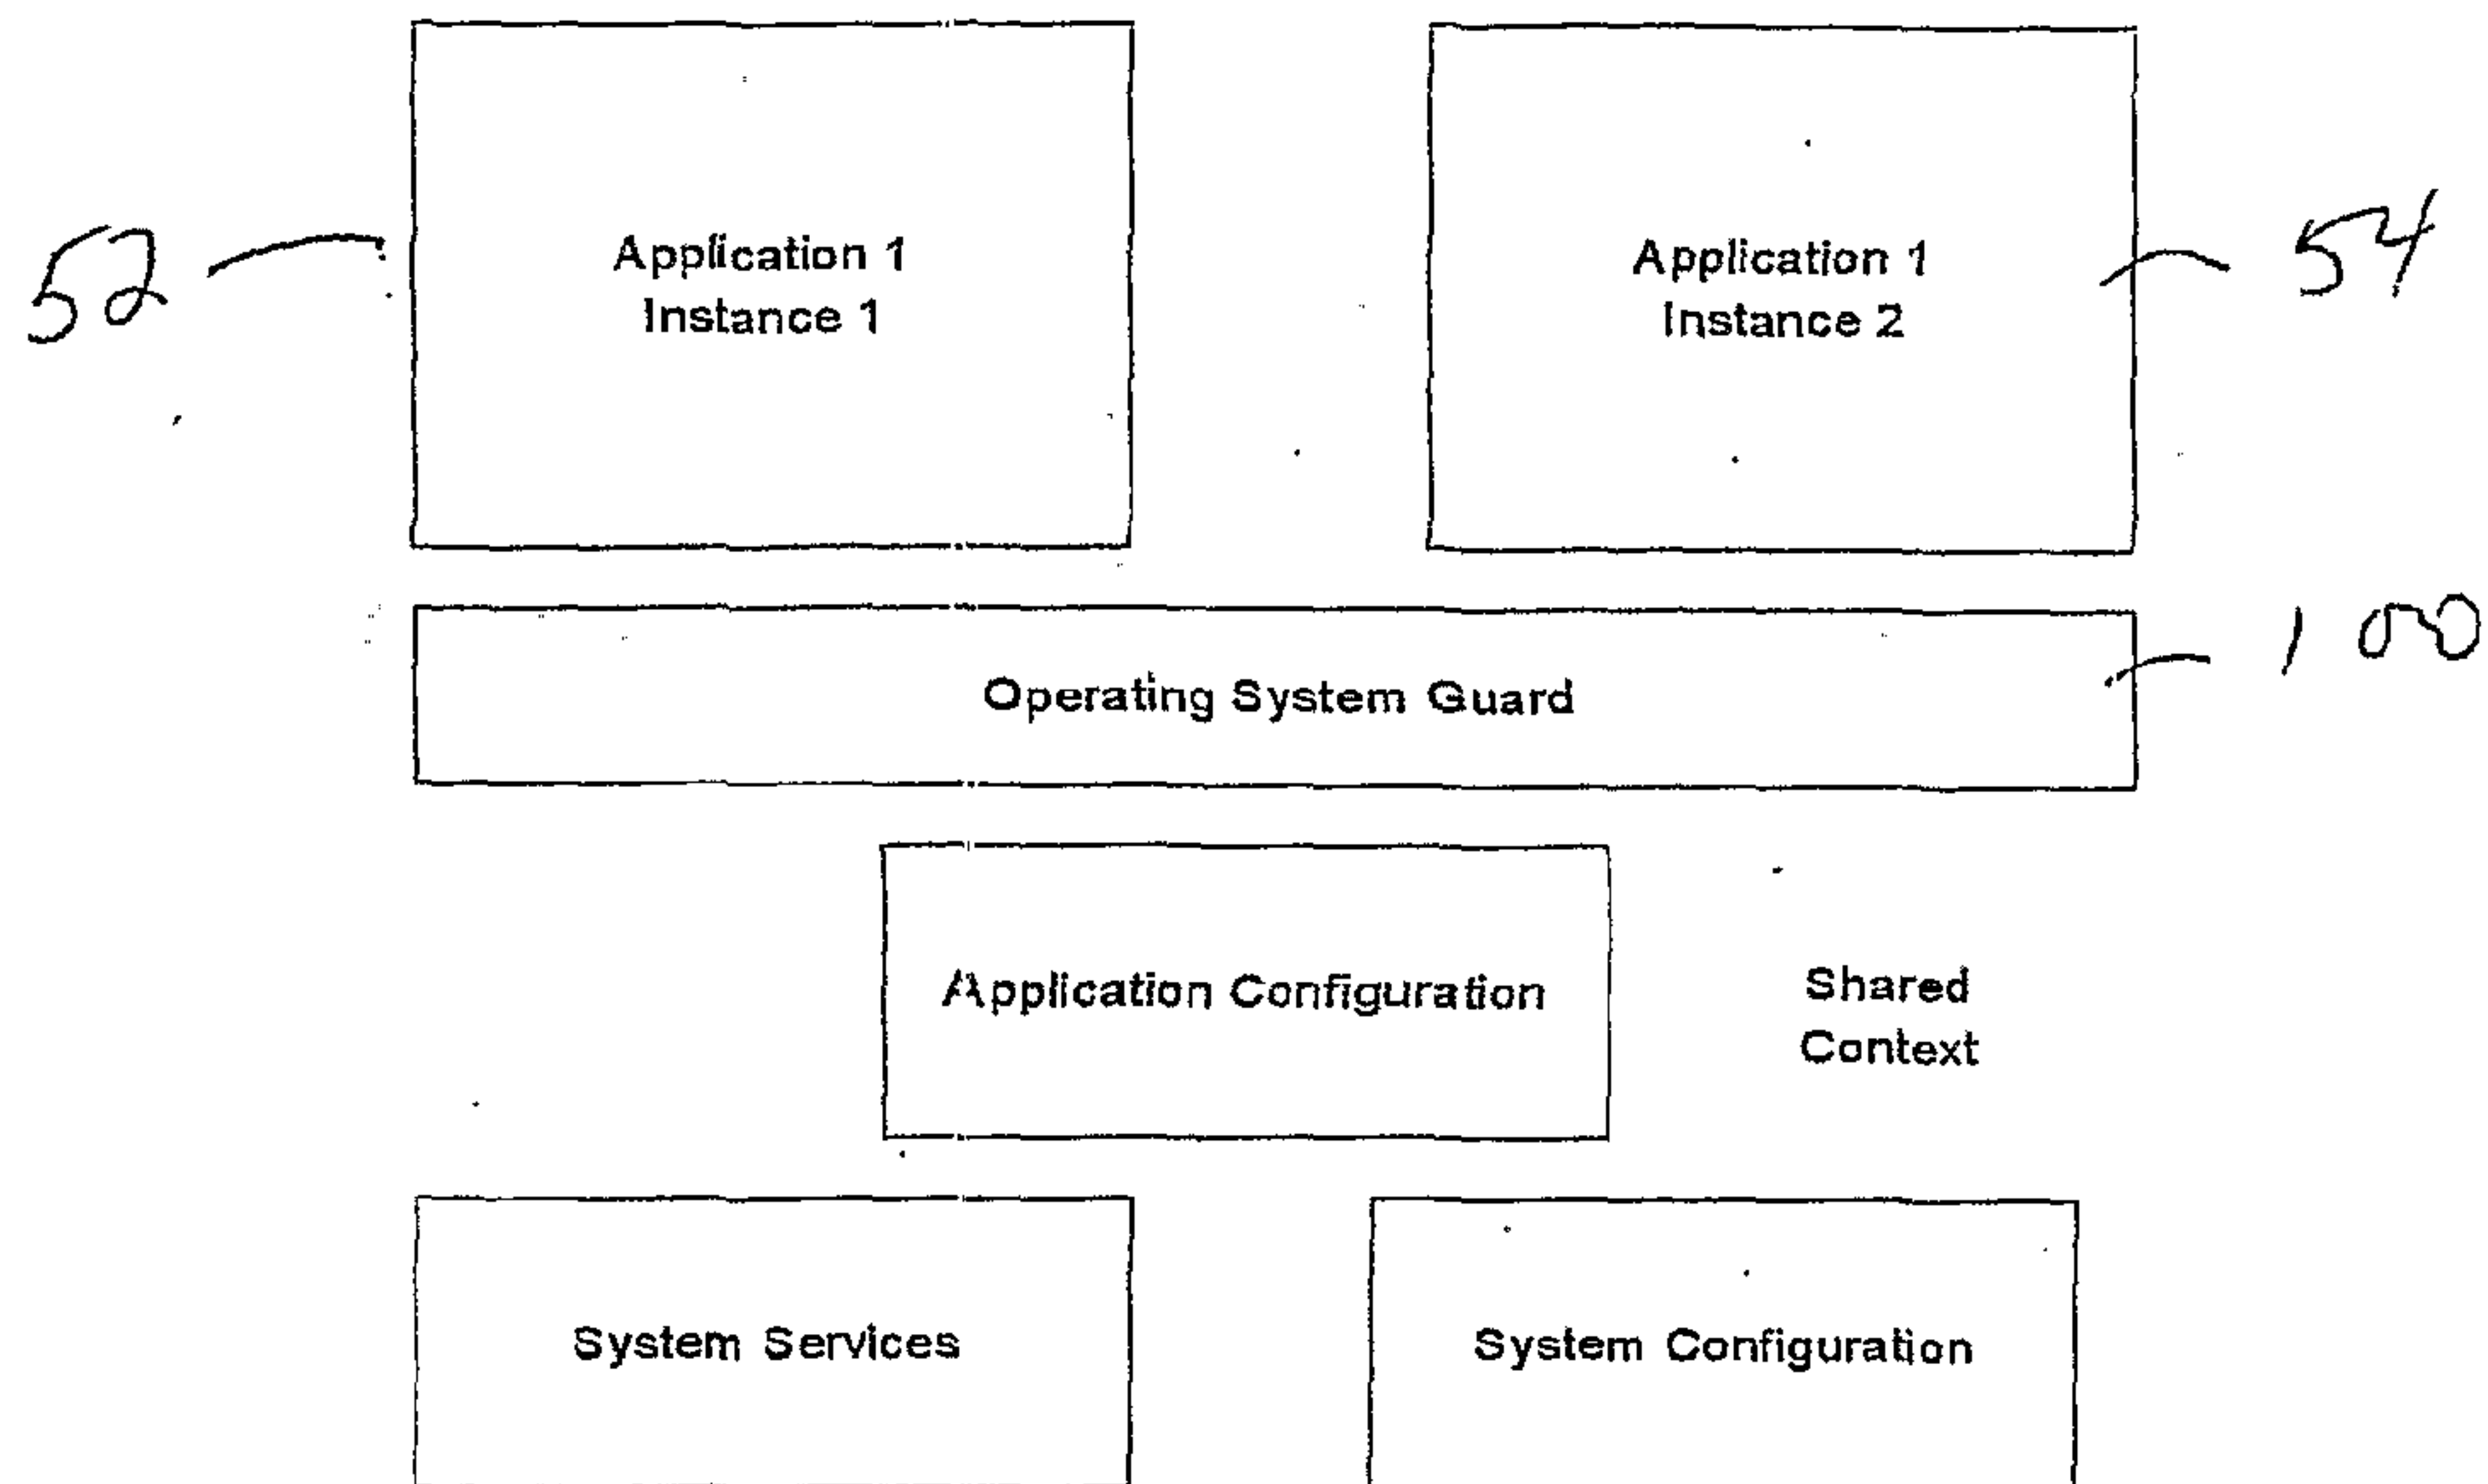 Application 1
Instance 1
Application 1
Instance 2
52
54
Operating System Guard
100
Application Configuration
Shared
Context
System Services
System Configuration